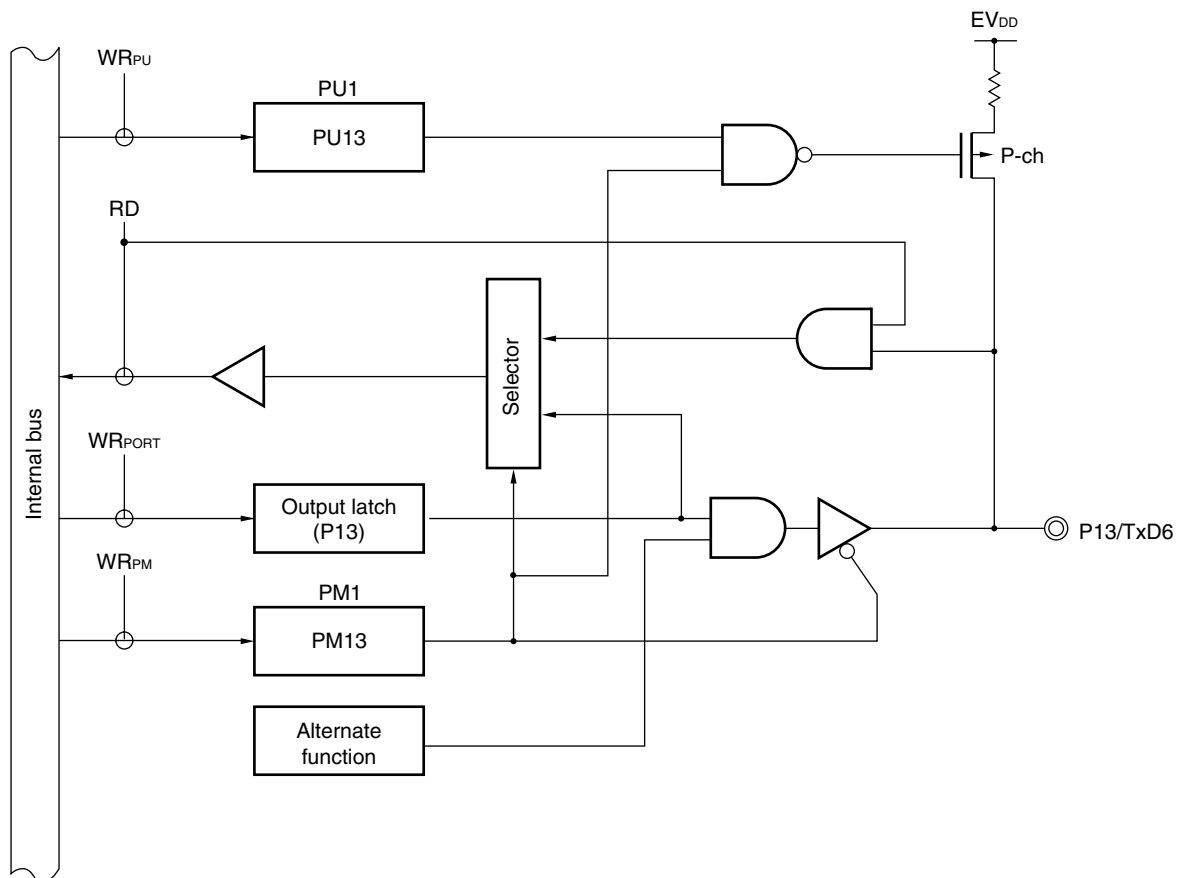 EVDD
WRPU
PU1
PU13
P-ch
RD
Selector
Internal bus
WRPORT
Output latch
(P13)
P13/TxD6
WRPM
PM1
PM13
Alternate
function